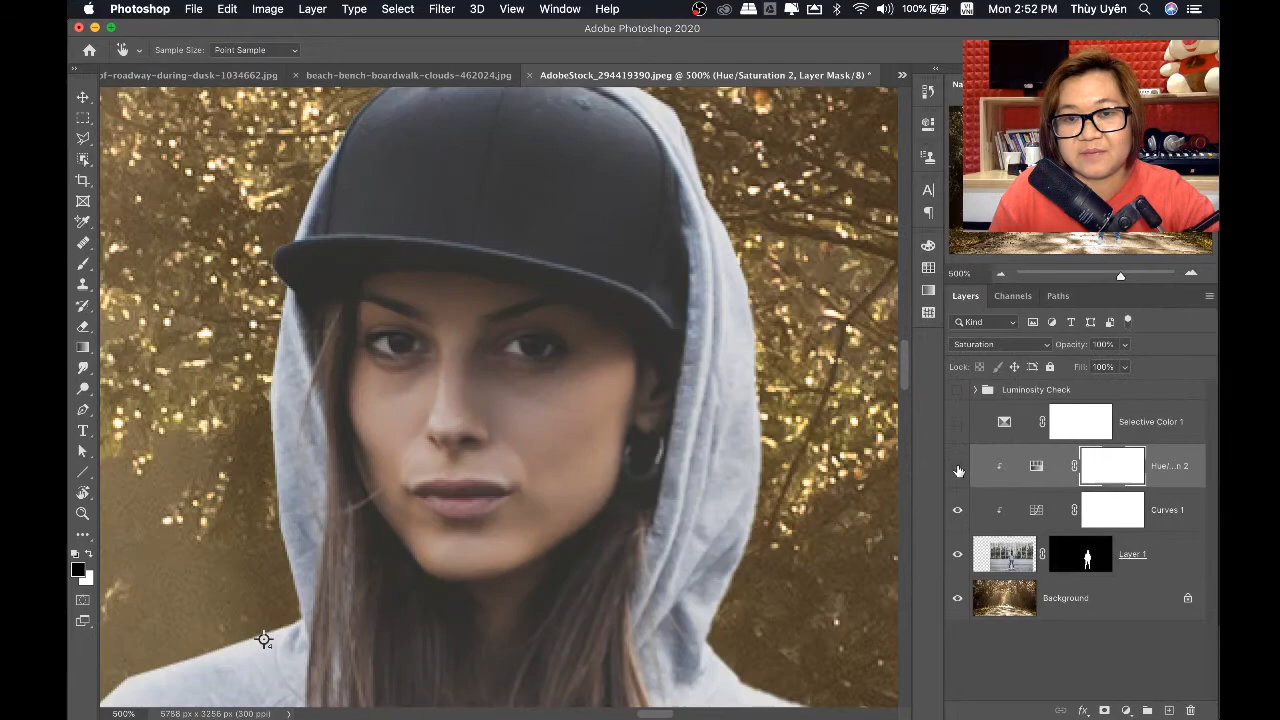 Photoshop File Edit Image Layer Type Select Filter 3D View Window Help 100% VI VNI Mon 2:52 PM Thùy Uyên
Adobe Photoshop 2020
Sample Size: Point Sample
of-roadway-during-dusk-1034662.jpg beach-bench-boardwalk-clouds-462024.jpg AdobeStock_294419390.jpeg @ 500% (Hue/Saturation 2, Layer Mask/8) *
500%
Layers Channels Paths
Kind
Saturation Opacity: 100%
Lock: Fill: 100%
Luminosity Check
Selective Color 1
Hue/...n 2
Curves 1
Layer 1
Background
500% 5788 px x 3256 px (300 ppi)